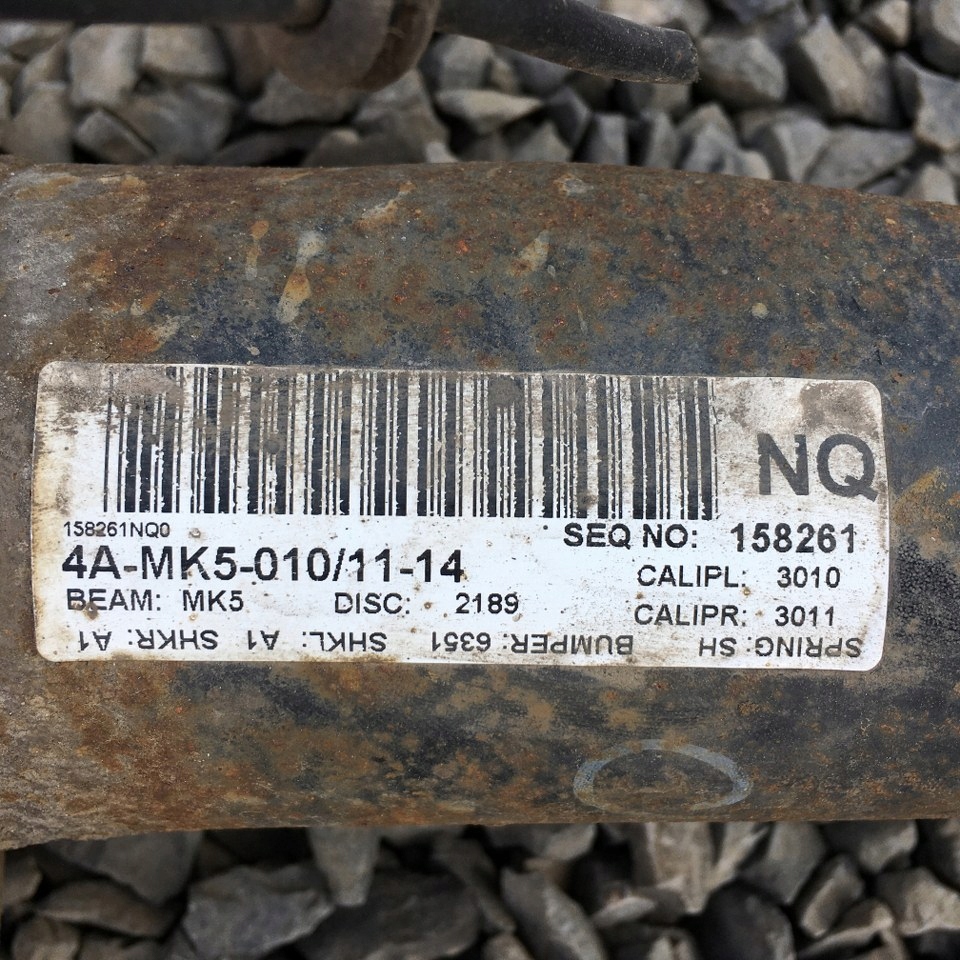 NQ
158261NQ0
SEQ NO: 158261
4A-MK5-010/11-14
CALIPL: 3010
BEAM: MK5 DISC: 2189
CALIPR: 3011
SPRING: SH BUMPER: 6351 SHKL: A1 SHKR: A1